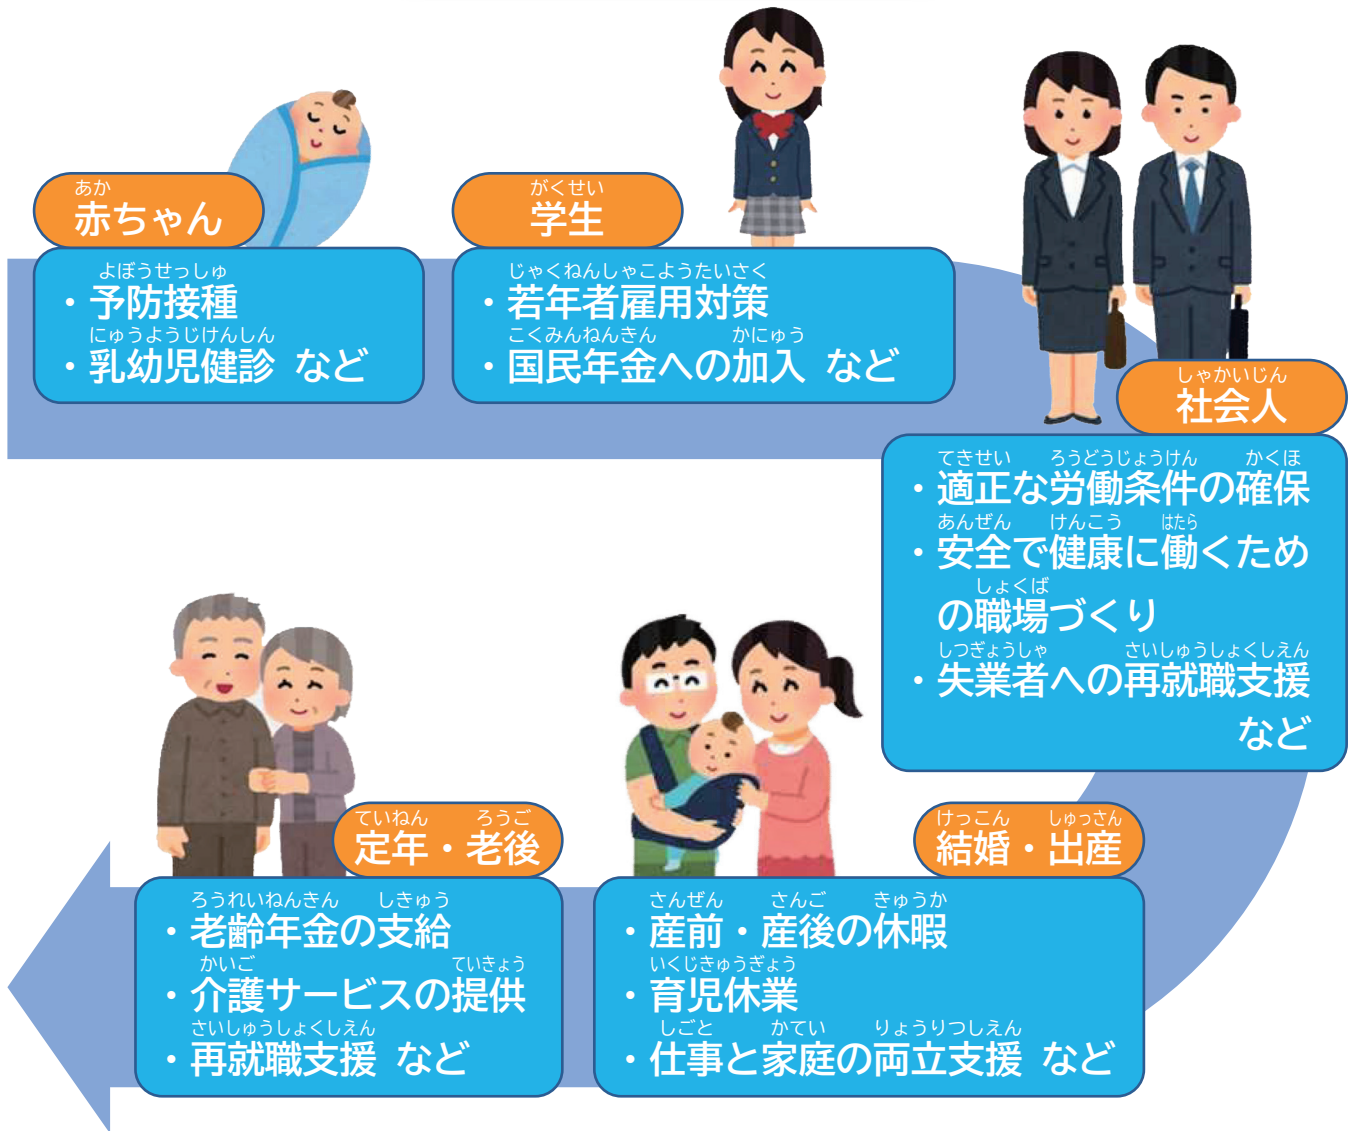 あか
赤ちゃん
よぼうせっしゅ
・予防接種
にゅうようじけんしん
・乳幼児健診 など
がくせい
学生
じゃくねんしゃこようたいさく
・若年者雇用対策
こくみんねんきん かにゅう
・国民年金への加入 など
しゃかいじん
社会人
てきせい ろうどうじょうけん かくほ
・適正な労働条件の確保
あんぜん けんこう はたら
・安全で健康に働くため
しょくば
の職場づくり
しつぎょうしゃ さいしゅうしょくしえん
・失業者への再就職支援
など
けっこん しゅっさん
結婚・出産
さんぜん さんご きゅうか
・産前・産後の休暇
いくじきゅうぎょう
・育児休業
しごと かてい りょうりつしえん
・仕事と家庭の両立支援 など
ていねん ろうご
定年・老後
ろうれいねんきん しきゅう
・老齢年金の支給
かいご ていきょう
・介護サービスの提供
さいしゅうしょくしえん
・再就職支援 など